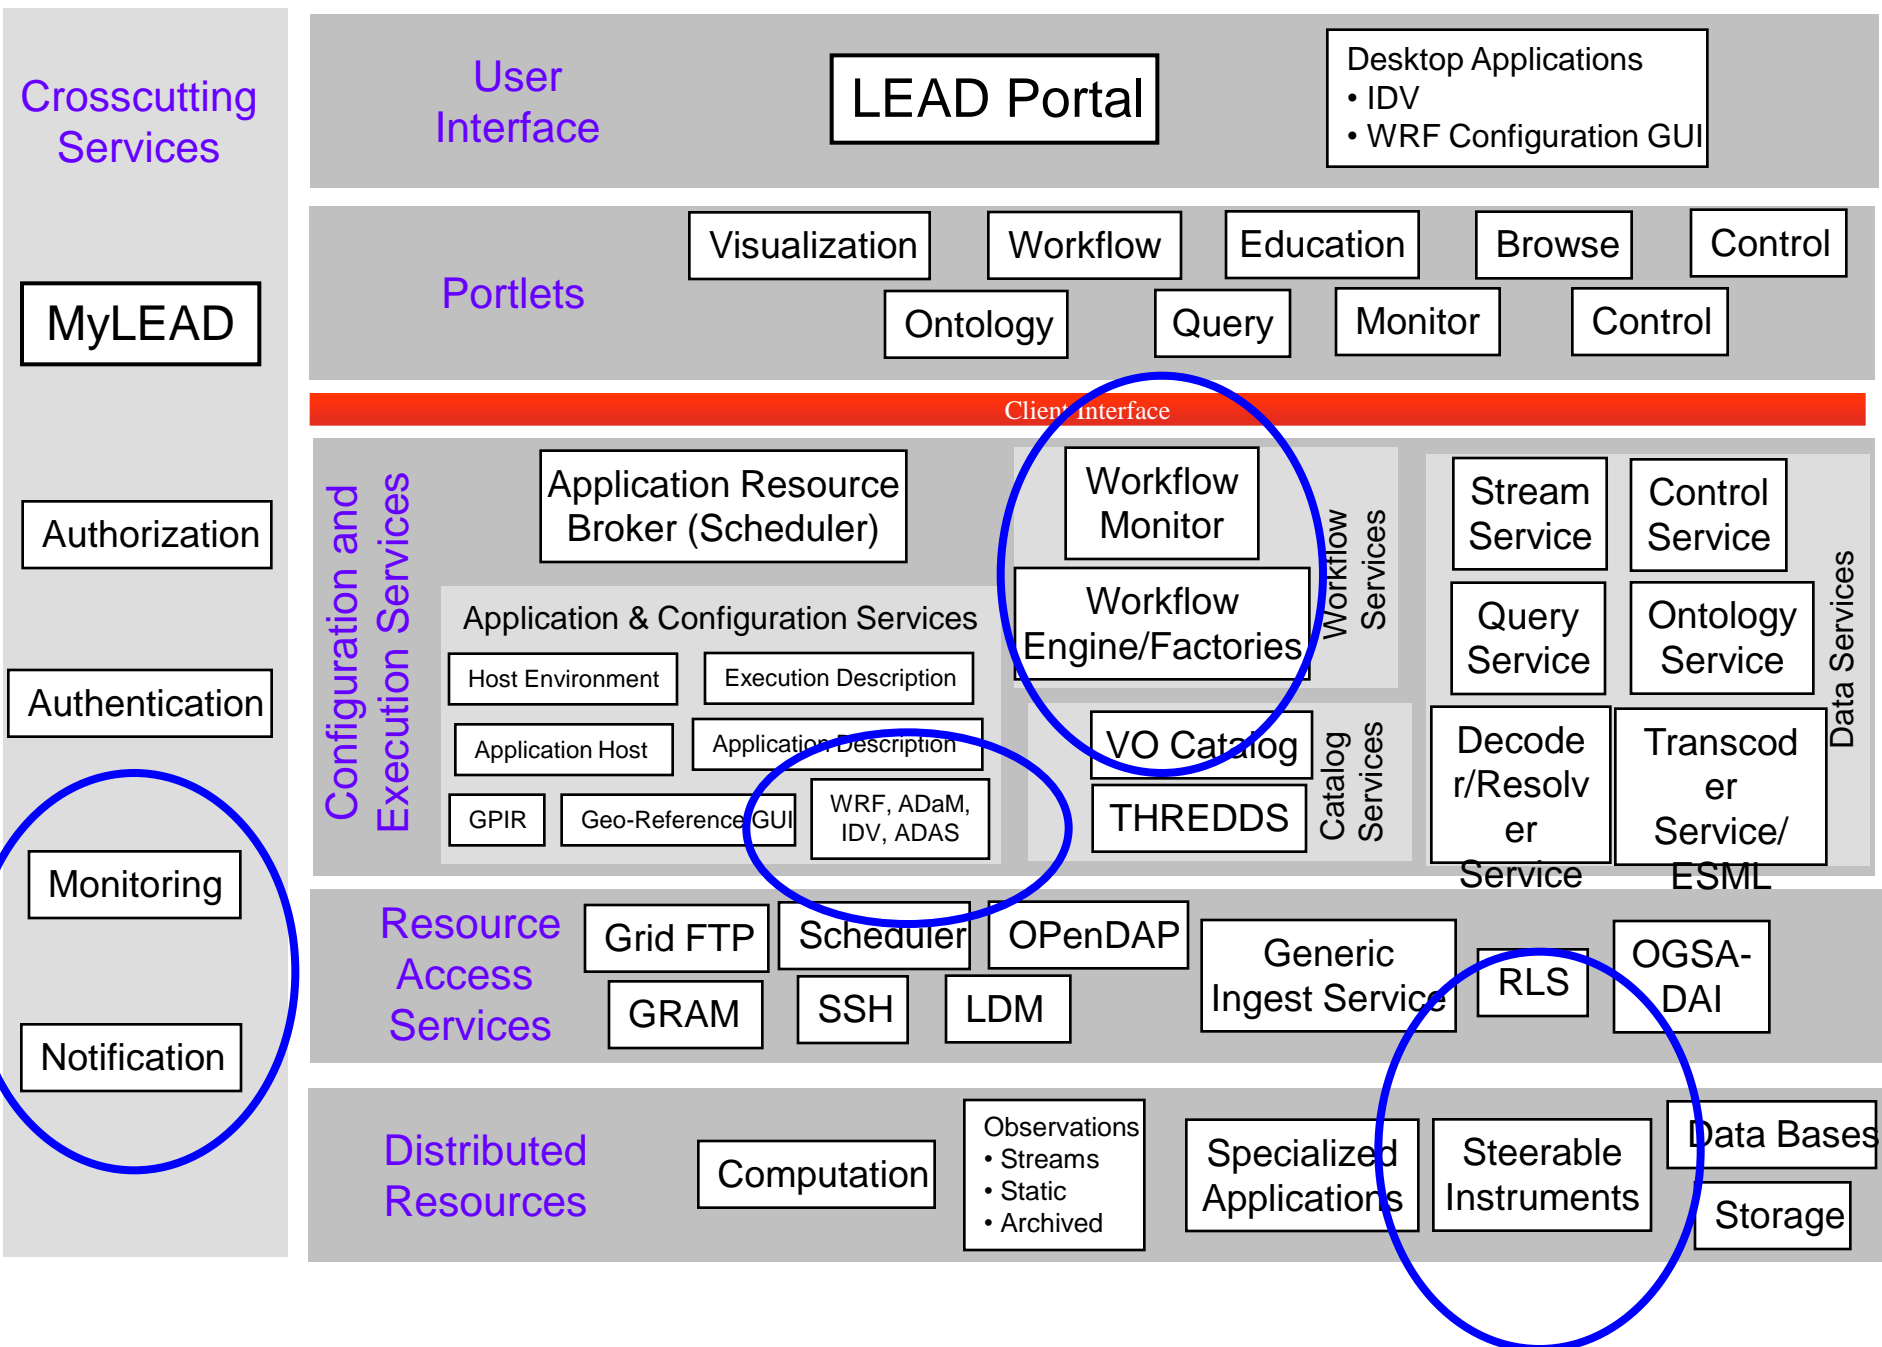 Crosscutting
Services
MyLEAD
Authorization
Authentication
Monitoring
Notification
User
Interface
LEAD Portal
Desktop Applications
• IDV
• WRF Configuration GUI
Portlets
Visualization
Workflow
Education
Browse
Control
Ontology
Query
Monitor
Control
Client Interface
Configuration and
Execution Services
Application Resource
Broker (Scheduler)
Application & Configuration Services
Host Environment
Execution Description
Application Host
Application Description
GPIR
Geo-Reference GUI
WRF, ADaM,
IDV, ADAS
Workflow
Monitor
Workflow
Engine/Factories
Workflow
Services
VO Catalog
THREDDS
Catalog
Services
Stream
Service
Control
Service
Query
Service
Ontology
Service
Decode
r/Resolv
er
Service
Transcod
er
Service/
ESML
Data Services
Resource
Access
Services
Grid FTP
Scheduler
OPenDAP
GRAM
SSH
LDM
Generic
Ingest Service
RLS
OGSA-
DAI
Distributed
Resources
Computation
Observations
• Streams
• Static
• Archived
Specialized
Applications
Steerable
Instruments
Data Bases
Storage